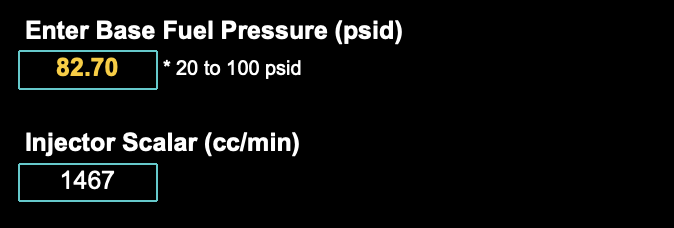 Enter Base Fuel Pressure (psid)
82.70 * 20 to 100 psid
Injector Scalar (cc/min)
1467